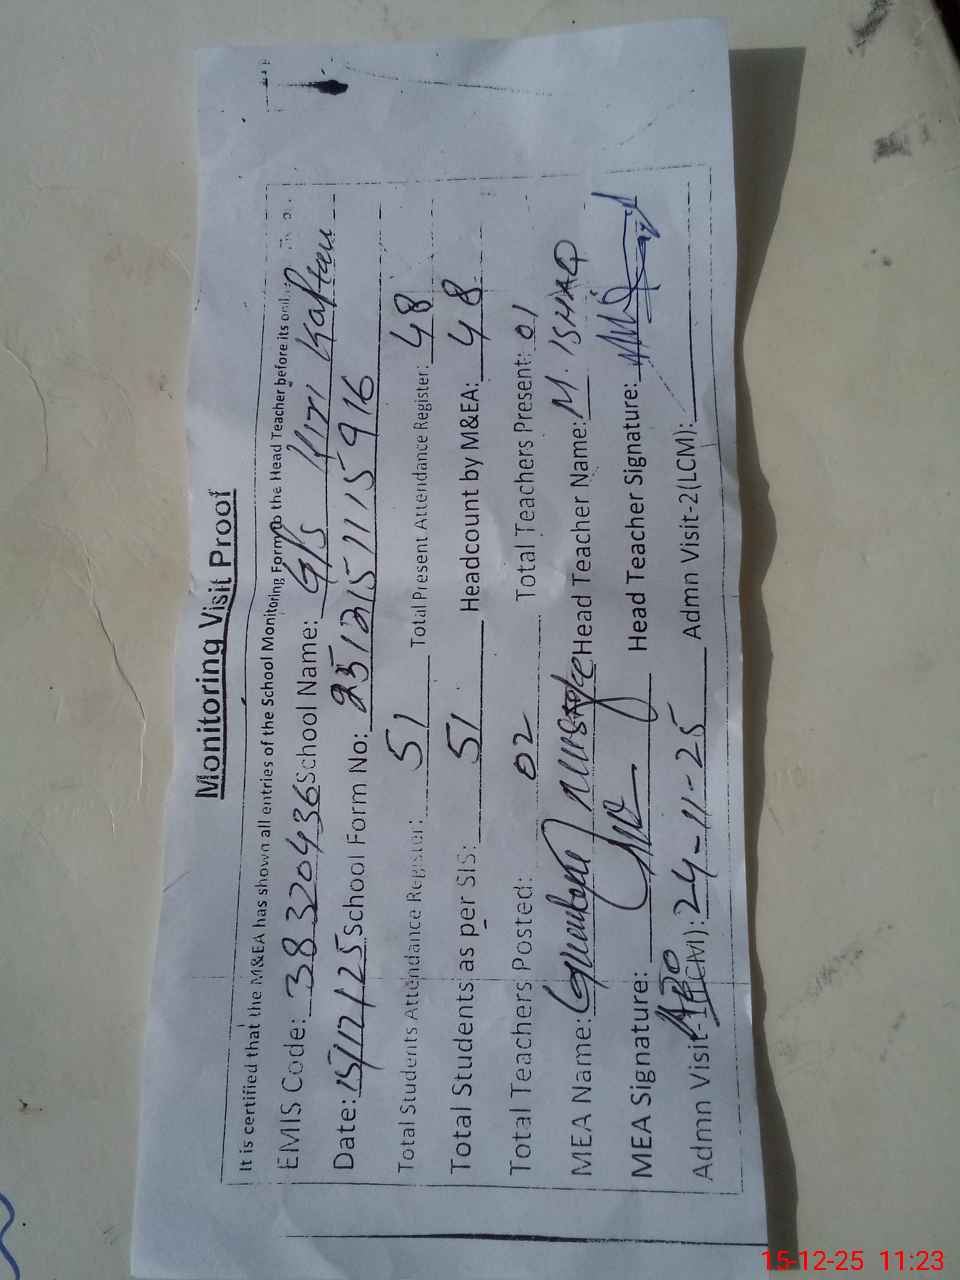 Monitoring Visit Proof
It is certified that the M&EA has shown all entries of the School Monitoring Form to the Head Teacher before its
EMIS Code: 38320436 School Name: G/S Kiri Kaftan
Date: 15/12/25 School Form No: 251215111 5916
Total Students Attendance Register: 51 Total Present Attendance Register: 48
Total Students as per SIS: 51 Headcount by M&EA: 48
Total Teachers Posted: 02 Total Teachers Present: 01
MEA Name: Head Teacher Name: M. ISHAQ
MEA Signature: Head Teacher Signature:
Admn Visit-1(LCM): 24-11-25 Admn Visit-2(LCM):
15-12-25 11:23